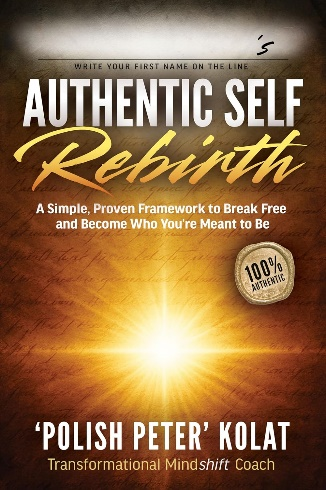 's
WRITE YOUR FIRST NAME ON THE LINE
AUTHENTIC SELF
Rebirth
A Simple, Proven Framework to Break Free
and Become Who You're Meant to Be
100%
AUTHENTIC
‘POLISH PETER’ KOLAT
Transformational Mindshift Coach